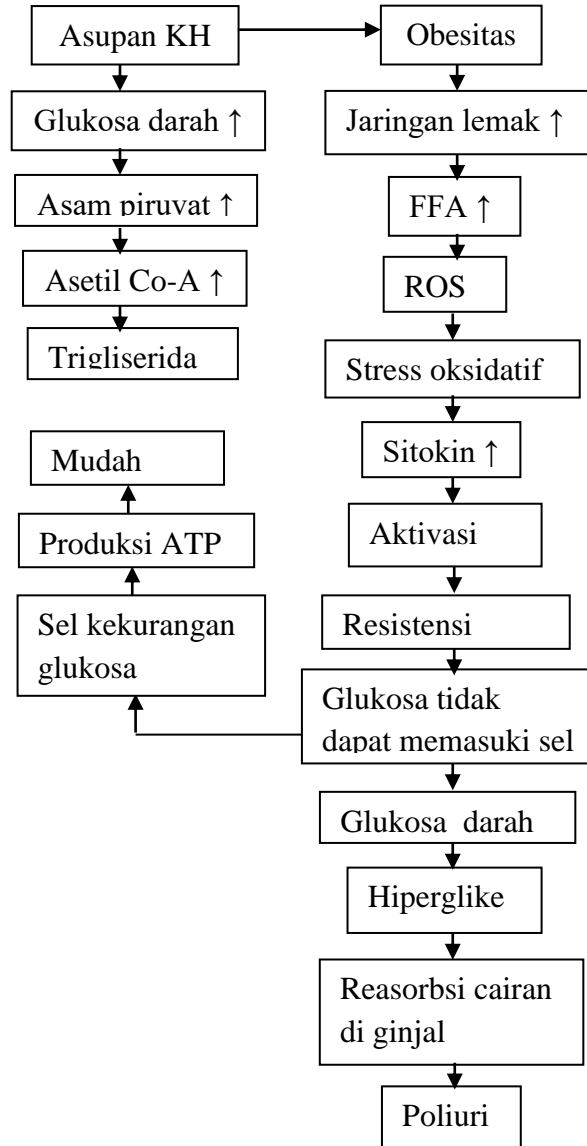 Asupan KH
Obesitas
Glukosa darah ↑
Jaringan lemak ↑
Asam piruvat ↑
FFA ↑
Asetil Co-A ↑
ROS
Trigliserida
Stress oksidatif
Mudah
Sitokin ↑
Produksi ATP
Aktivasi
Sel kekurangan
glukosa
Resistensi
Glukosa tidak
dapat memasuki sel
Glukosa darah
Hiperglike
Reasorbsi cairan
di ginjal
Poliuri